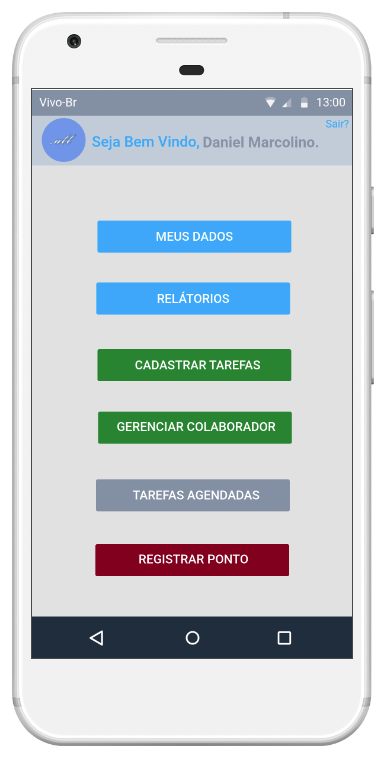 Vivo-Br 13:00
Sair?
Seja Bem Vindo, Daniel Marcolino.
MEUS DADOS
RELÁTORIOS
CADASTRAR TAREFAS
GERENCIAR COLABORADOR
TAREFAS AGENDADAS
REGISTRAR PONTO